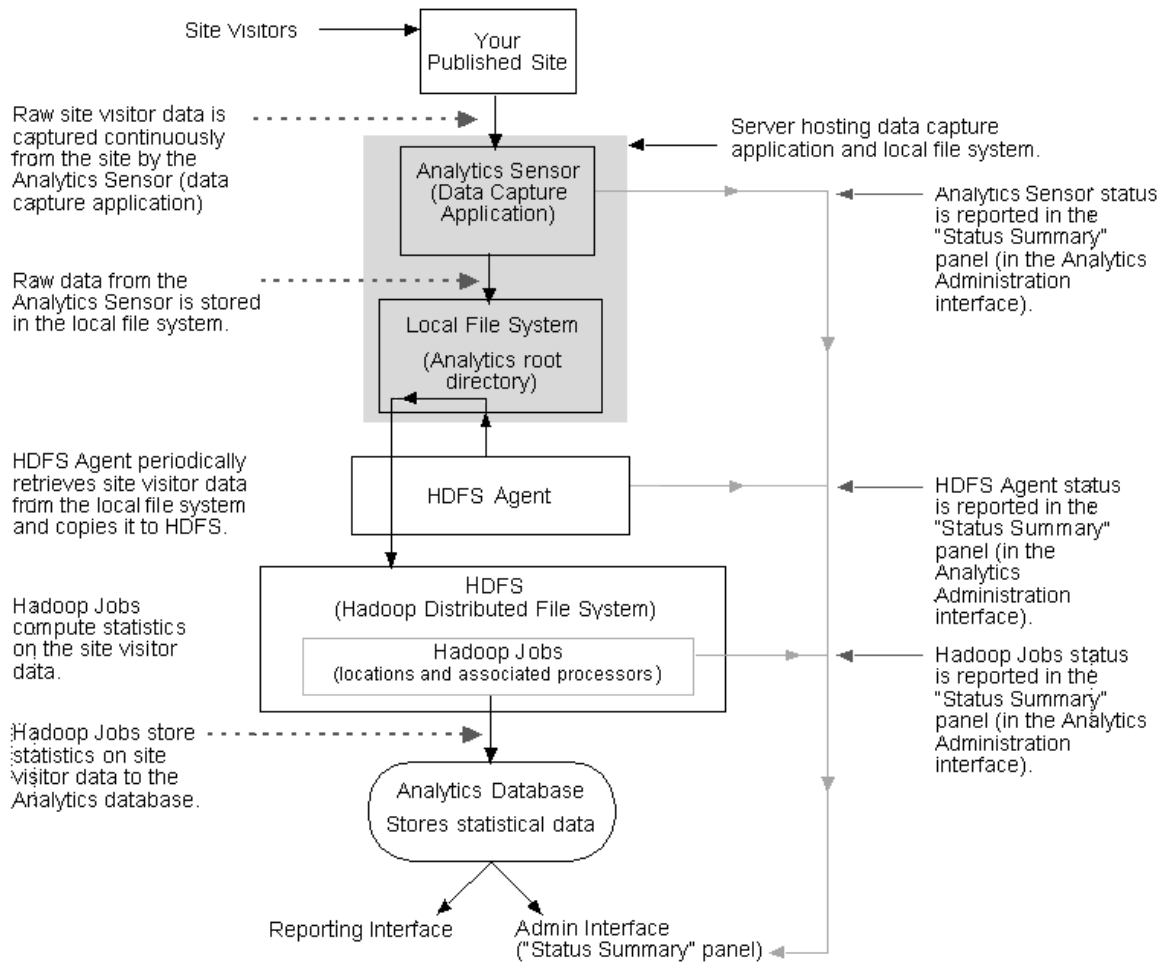 Site Visitors
Your
Published Site
Raw site visitor data is
captured continuously
from the site by the
Analytics Sensor (data
capture application)
Server hosting data capture
application and local file system.
Analytics Sensor
(Data Capture
Application)
Analytics Sensor status
is reported in the
"Status Summary"
panel (in the Analytics
Administration
interface).
Raw data from the
Analytics Sensor is stored
in the local file system.
Local File System
(Analytics root
directory)
HDFS Agent periodically
retrieves site visitor data
from the local file system
and copies it to HDFS.
HDFS Agent
HDFS Agent status
is reported in the
"Status Summary"
panel (in the
Analytics
Administration
interface).
HDFS
(Hadoop Distributed File System)
Hadoop Jobs
compute statistics
on the site visitor
data.
Hadoop Jobs
(locations and associated processors)
Hadoop Jobs status
is reported in the
"Status Summary"
panel (in the Analytics
Administration
interface).
Hadoop Jobs store
statistics on site
visitor data to the
Analytics database.
Analytics Database
Stores statistical data
Reporting Interface
Admin Interface
("Status Summary" panel)